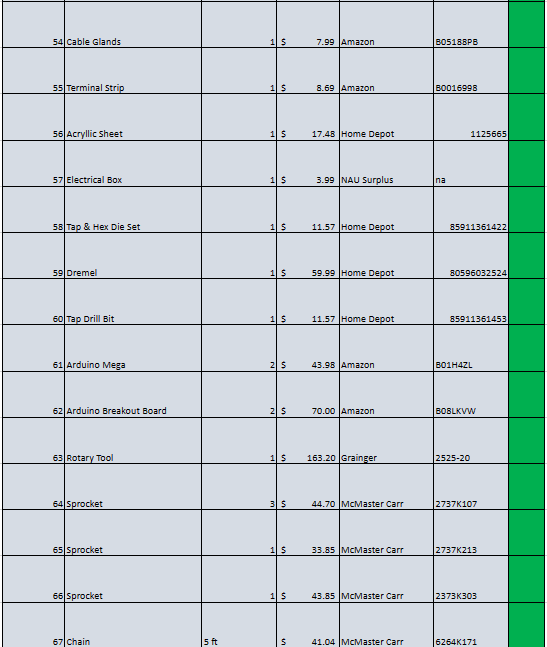 54 Cable Glands 1 $ 7.99 Amazon B05188PB
55 Terminal Strip 1 $ 8.69 Amazon B0016998
56 Acryllic Sheet 1 $ 17.48 Home Depot 1125665
57 Electrical Box 1 $ 3.99 NAU Surplus na
58 Tap & Hex Die Set 1 $ 11.57 Home Depot 85911361422
59 Dremel 1 $ 59.99 Home Depot 80596032524
60 Tap Drill Bit 1 $ 11.57 Home Depot 85911361453
61 Arduino Mega 2 $ 43.98 Amazon B01H4ZL
62 Arduino Breakout Board 2 $ 70.00 Amazon B08LKVW
63 Rotary Tool 1 $ 163.20 Grainger 2525-20
64 Sprocket 3 $ 44.70 McMaster Carr 2737K107
65 Sprocket 1 $ 33.85 McMaster Carr 2737K213
66 Sprocket 1 $ 43.85 McMaster Carr 2373K303
67 Chain 5 ft $ 41.04 McMaster Carr 6264K171